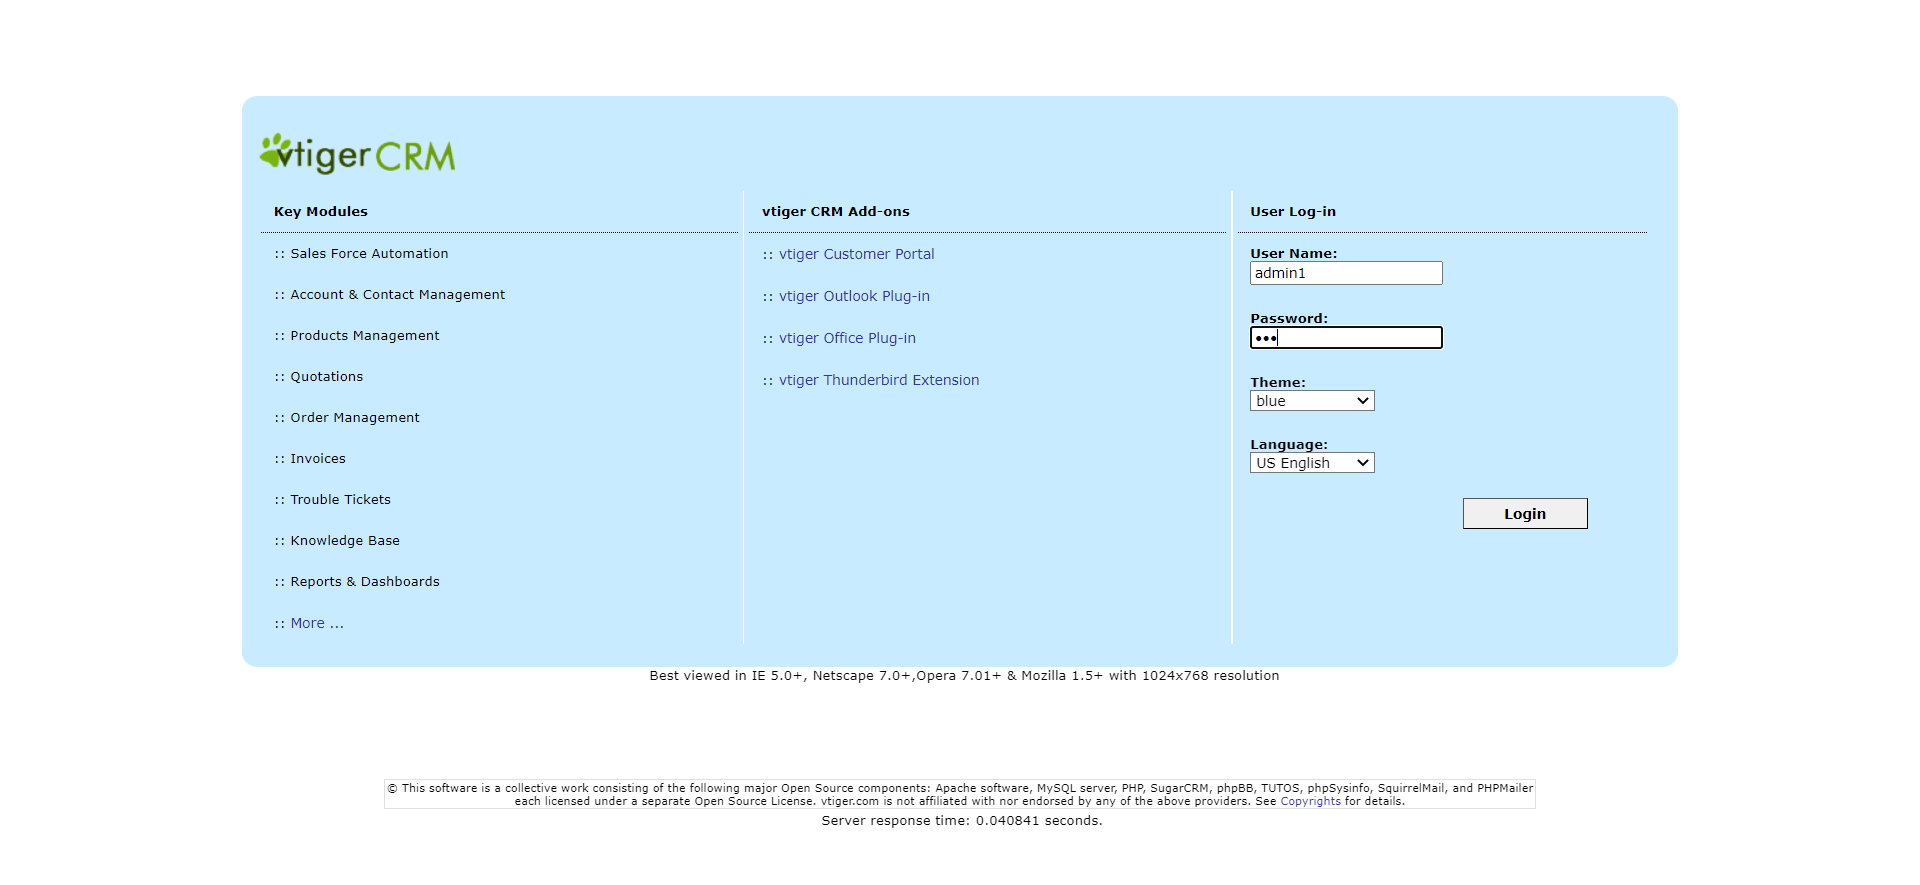 vtiger CRM
Key Modules
:: Sales Force Automation
:: Account & Contact Management
:: Products Management
:: Quotations
:: Order Management
:: Invoices
:: Trouble Tickets
:: Knowledge Base
:: Reports & Dashboards
:: More ...
vtiger CRM Add-ons
:: vtiger Customer Portal
:: vtiger Outlook Plug-in
:: vtiger Office Plug-in
:: vtiger Thunderbird Extension
User Log-in
User Name:
admin1
Password:
•••
Theme:
blue
Language:
US English
Login
Best viewed in IE 5.0+, Netscape 7.0+,Opera 7.01+ & Mozilla 1.5+ with 1024x768 resolution
© This software is a collective work consisting of the following major Open Source components: Apache software, MySQL server, PHP, SugarCRM, phpBB, TUTOS, phpSysinfo, SquirrelMail, and PHPMailer
each licensed under a separate Open Source License. vtiger.com is not affiliated with nor endorsed by any of the above providers. See Copyrights for details.
Server response time: 0.040841 seconds.